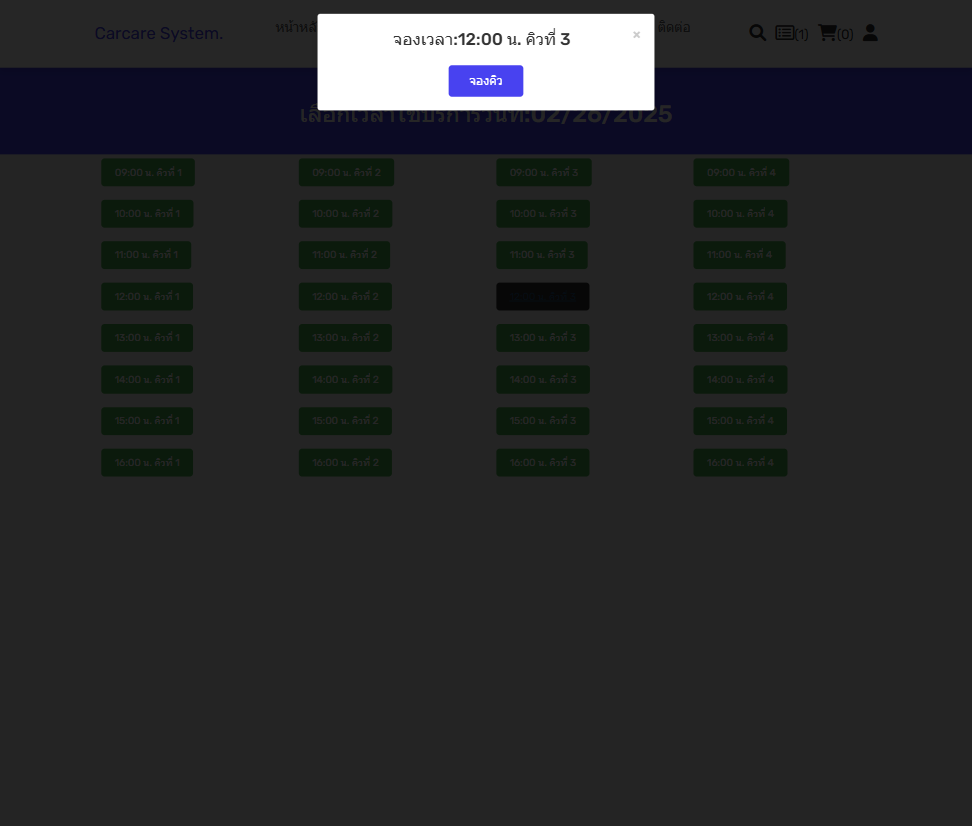 Carcare System.
(1)
(0)
จองเวลา:12:00 น. คิวที่ 3
×
จองคิว
เลือกเวลาใช้บริการวันที่:02/26/2025
09:00 น. คิวที่ 1
09:00 น. คิวที่ 2
09:00 น. คิวที่ 3
09:00 น. คิวที่ 4
10:00 น. คิวที่ 1
10:00 น. คิวที่ 2
10:00 น. คิวที่ 3
10:00 น. คิวที่ 4
11:00 น. คิวที่ 1
11:00 น. คิวที่ 2
11:00 น. คิวที่ 3
11:00 น. คิวที่ 4
12:00 น. คิวที่ 1
12:00 น. คิวที่ 2
12:00 น. คิวที่ 4
13:00 น. คิวที่ 1
13:00 น. คิวที่ 2
13:00 น. คิวที่ 3
13:00 น. คิวที่ 4
14:00 น. คิวที่ 1
14:00 น. คิวที่ 2
14:00 น. คิวที่ 3
14:00 น. คิวที่ 4
15:00 น. คิวที่ 1
15:00 น. คิวที่ 2
15:00 น. คิวที่ 3
15:00 น. คิวที่ 4
16:00 น. คิวที่ 1
16:00 น. คิวที่ 2
16:00 น. คิวที่ 3
16:00 น. คิวที่ 4